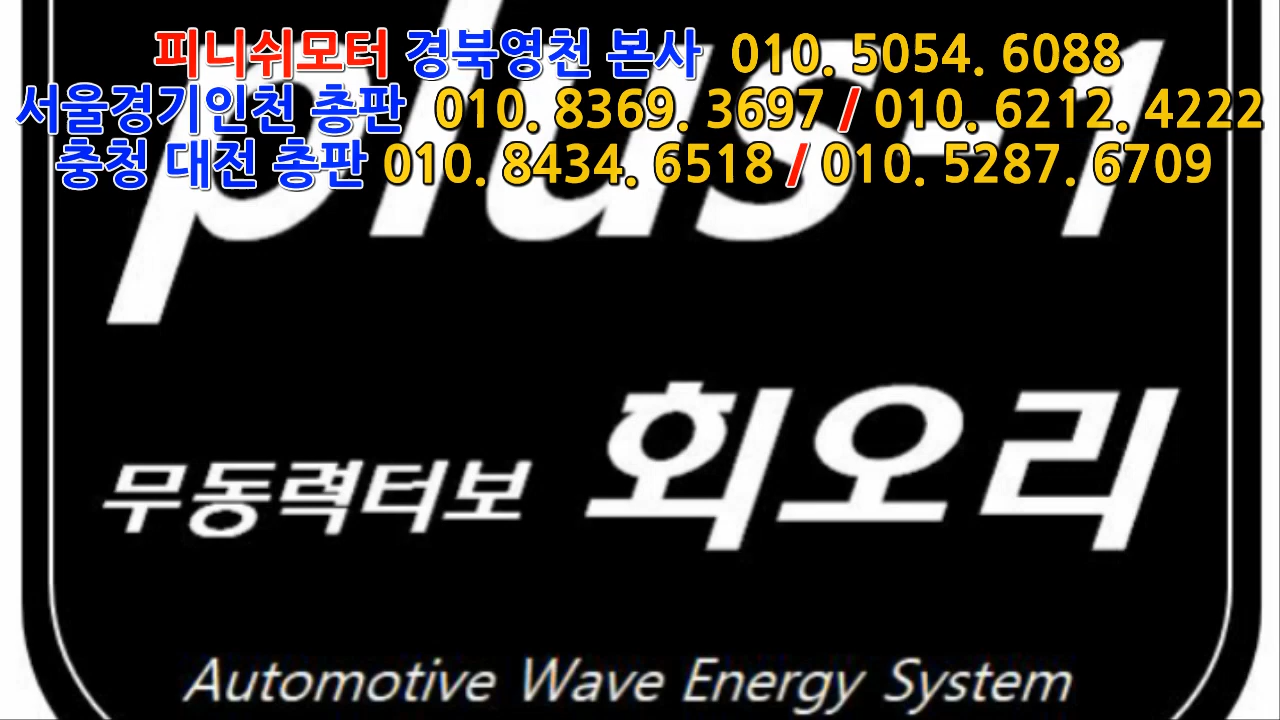 피니쉬모터 경북영천 본사 010. 5054. 6088
서울경기인천 총판 010. 8369. 3697 / 010. 6212. 4222
충청 대전 총판 010. 8434. 6518 / 010. 5287. 6709
plus-1
무동력터보 회오리
Automotive Wave Energy System